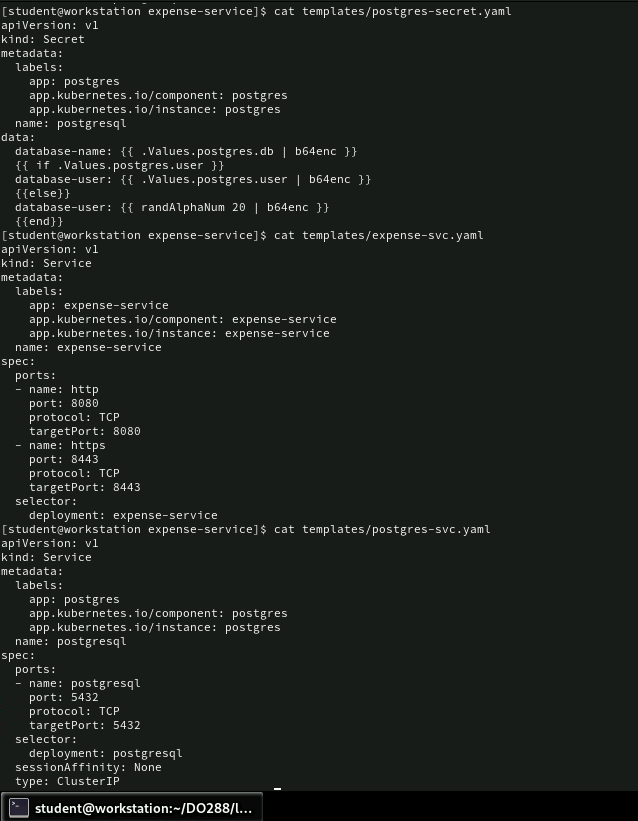 [student@workstation expense-service]$ cat templates/postgres-secret.yaml
apiVersion: v1
kind: Secret
metadata:
  labels:
    app: postgres
    app.kubernetes.io/component: postgres
    app.kubernetes.io/instance: postgres
  name: postgresql
data:
  database-name: {{ .Values.postgres.db | b64enc }}
  {{ if .Values.postgres.user }}
  database-user: {{ .Values.postgres.user | b64enc }}
  {{else}}
  database-user: {{ randAlphaNum 20 | b64enc }}
  {{end}}
[student@workstation expense-service]$ cat templates/expense-svc.yaml
apiVersion: v1
kind: Service
metadata:
  labels:
    app: expense-service
    app.kubernetes.io/component: expense-service
    app.kubernetes.io/instance: expense-service
  name: expense-service
spec:
  ports:
  - name: http
    port: 8080
    protocol: TCP
    targetPort: 8080
  - name: https
    port: 8443
    protocol: TCP
    targetPort: 8443
  selector:
    deployment: expense-service
[student@workstation expense-service]$ cat templates/postgres-svc.yaml
apiVersion: v1
kind: Service
metadata:
  labels:
    app: postgres
    app.kubernetes.io/component: postgres
    app.kubernetes.io/instance: postgres
  name: postgresql
spec:
  ports:
  - name: postgresql
    port: 5432
    protocol: TCP
    targetPort: 5432
  selector:
    deployment: postgresql
  sessionAffinity: None
  type: ClusterIP
student@workstation:~/DO288/l...